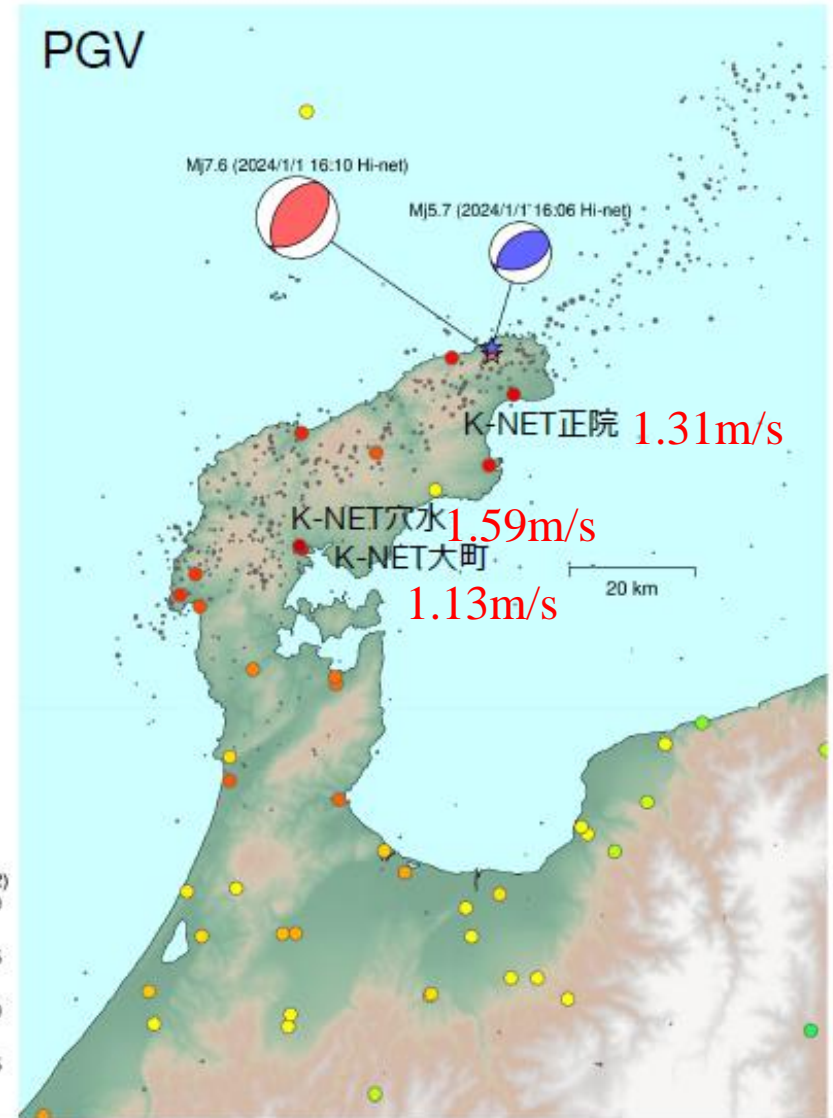 PGV
Mj7.6 (2024/1/1 16:10 Hi-net)
Mj5.7 (2024/1/1 16:06 Hi-net)
K-NET正院 1.31m/s
K-NET穴水 1.59m/s
K-NET大町
20 km
1.13m/s